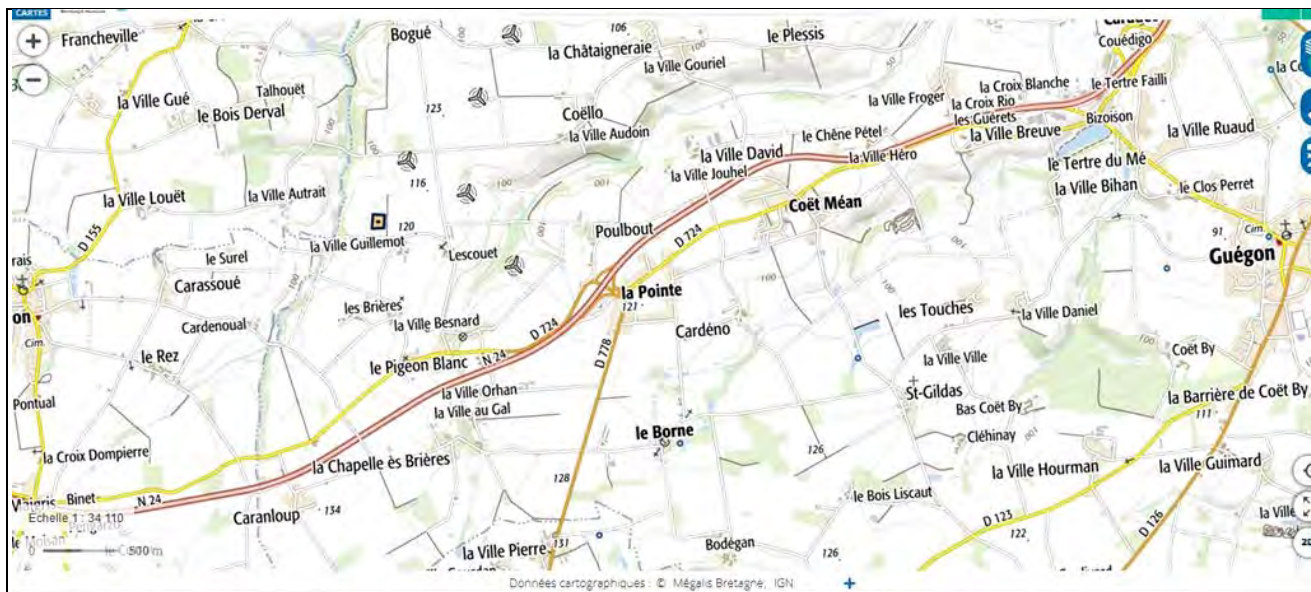 CARTES
Francheville
Bogué
106
la Châtaigneraie
le Plessis
Couëdigo
la Ville Gouriel
100
50
la Ville Gué
Talhouët
le Bois Derval
123
Coëllo
la Ville Audoin
la Ville Froger
la Croix Blanche
le Tertre Failli
la Croix Rio
les Guérets
Bizoison
le Chêne Pétel
la Ville Breuve
la Ville Ruaud
la Ville David
la Ville Héro
la Ville Jouhel
le Tertre du Mé
la Ville Bihan
le Clos Perret
la Ville Louët
la Ville Autrait
116
100
100
Coët Méan
D 155
120
Poulbout
D 724
91
Cim.
Guégon
la Ville Guillemot
le Surel
Lescouet
Carassoué
la Pointe
121
les Brières
les Touches
la Ville Daniel
Cardenoual
la Ville Besnard
D 724
Cardéno
Cim.
le Rez
le Pigeon Blanc
N 24
D 778
la Ville Ville
Coët By
la Ville Orhan
St-Gildas
Pontual
la Ville au Gal
Bas Coët By
la Barrière de Coët By
111
le Borne
126
Cléhinay
la Croix Dompierre
la Chapelle ès Brières
la Ville Hourman
la Ville Guimard
128
le Bois Liscaut
N 24
Binet
Caranloup
134
D 123
122
D 126
Echelle 1 : 34 110
la Ville Pierre
131
Bodégan
126
0
500 m
Données cartographiques : © Mégalis Bretagne, IGN